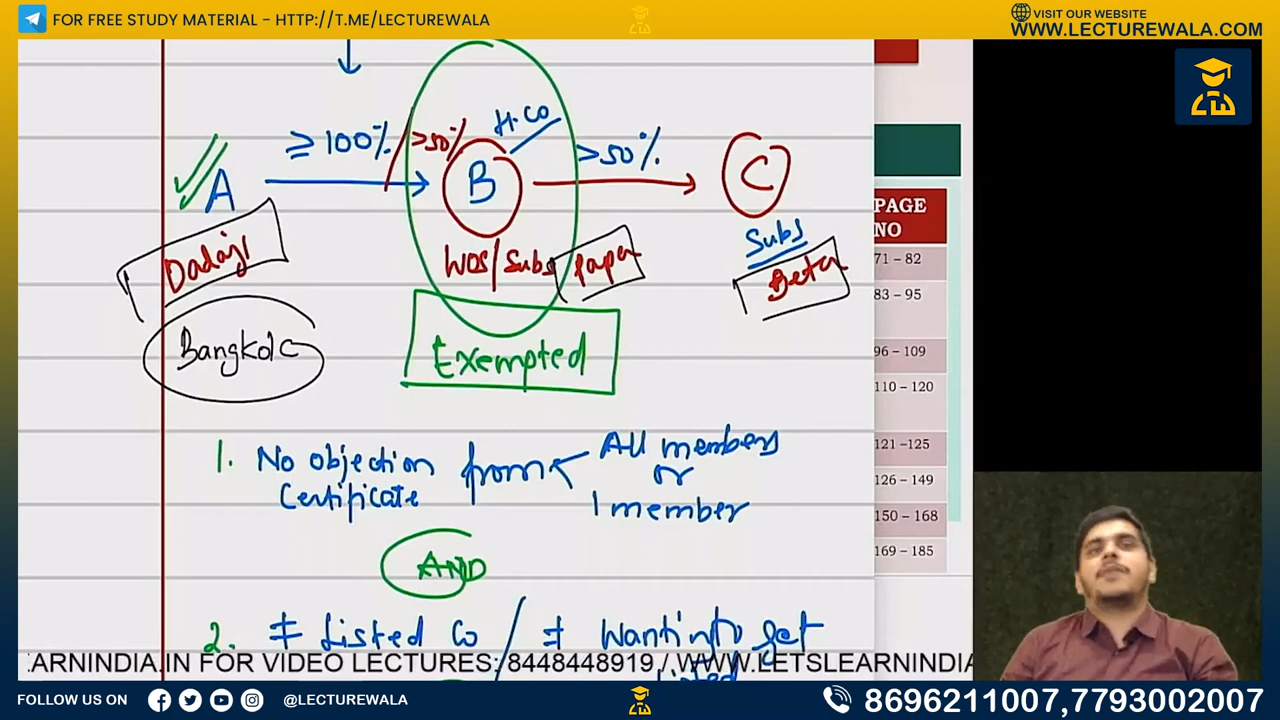 FOR FREE STUDY MATERIAL - HTTP://T.ME/LECTUREWALA
VISIT OUR WEBSITE
WWW.LECTUREWALA.COM
H.Co
≥ 100% / >50%
>50%
A
B
C
WOS/Subs
Subs
Dadaji
Papa
Beta
Bangkok
Exempted
PAGE
NO
71 – 82
83 – 95
96 – 109
110 – 120
121 –125
126 – 149
150 – 168
169 – 185
1. No objection from All members
Certificate or
1 member
AND
2. ≠ Listed Co / ≠ Wanting to get
listed
ARNINDIA.IN FOR VIDEO LECTURES: 8448448919 / WWW.LETSLEARNINDIA
FOLLOW US ON
@LECTUREWALA
8696211007,7793002007